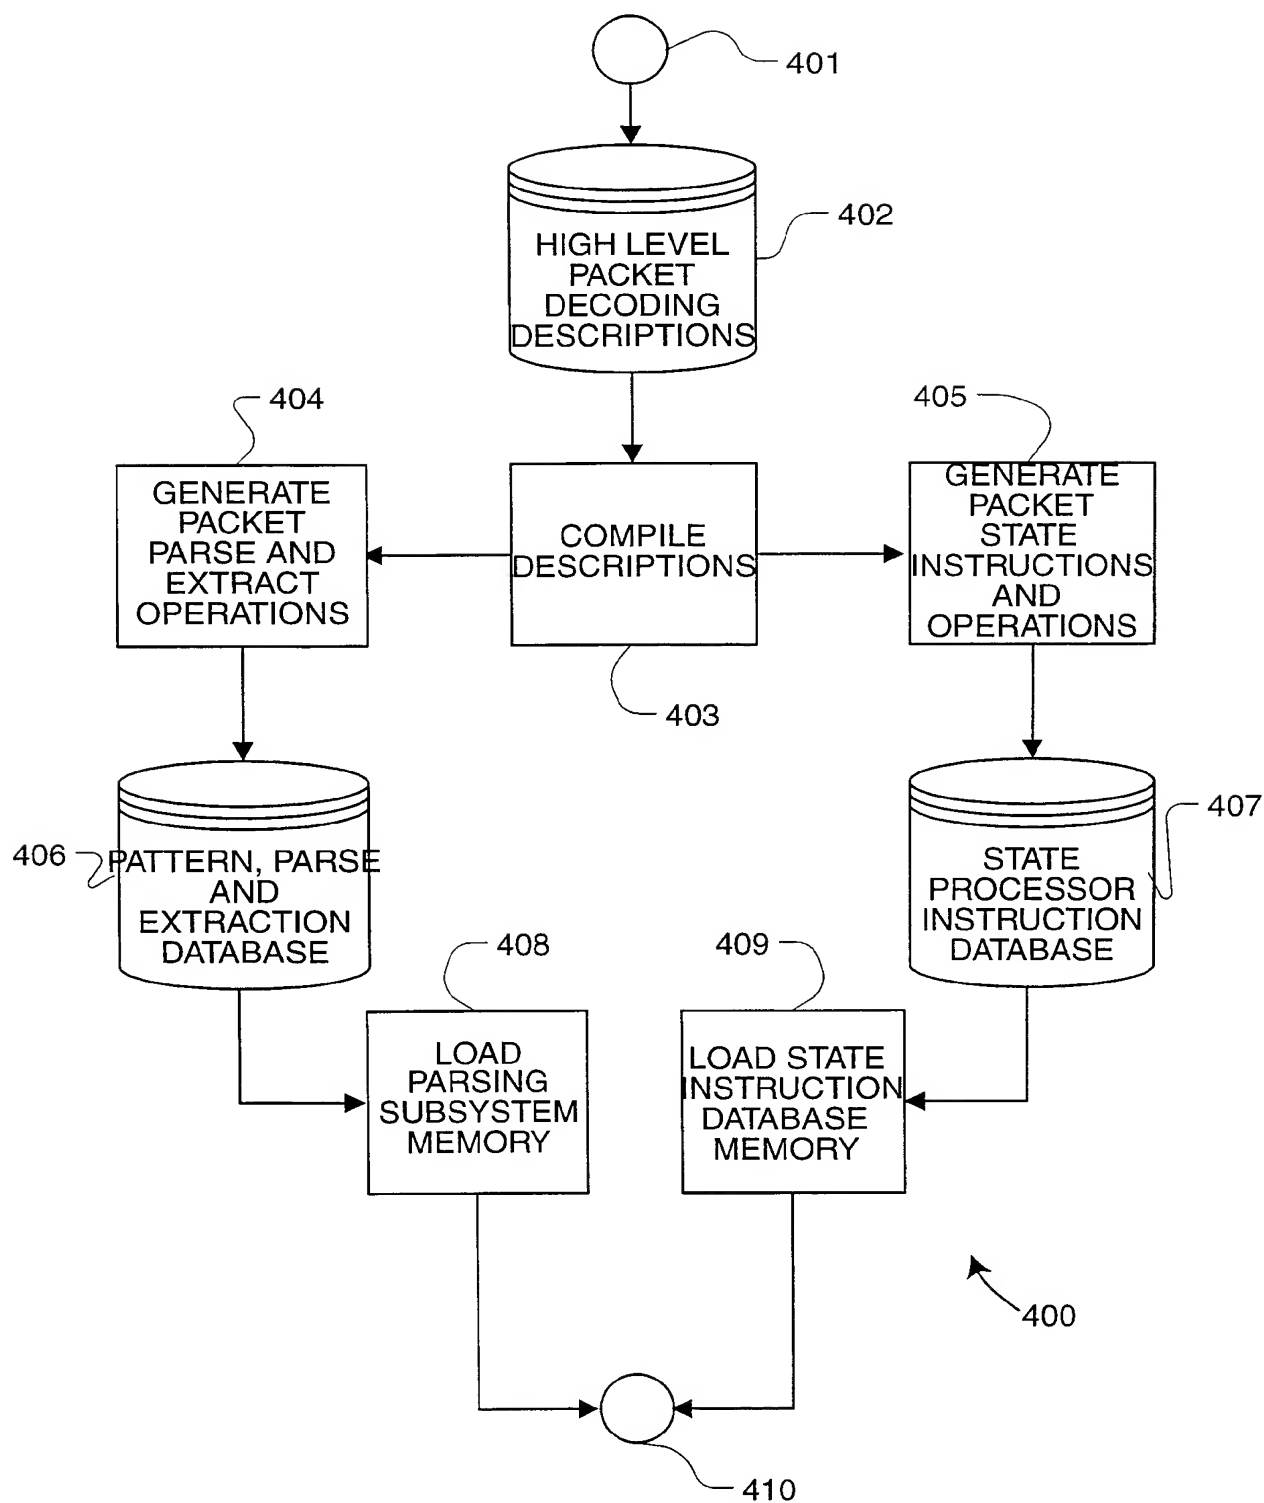 401
402
HIGH LEVEL
PACKET
DECODING
DESCRIPTIONS
404
405
GENERATE
PACKET
PARSE AND
EXTRACT
OPERATIONS
COMPILE
DESCRIPTIONS
GENERATE
PACKET
STATE
INSTRUCTIONS
AND
OPERATIONS
403
406
PATTERN, PARSE
AND
EXTRACTION
DATABASE
407
STATE
PROCESSOR
INSTRUCTION
DATABASE
408
409
LOAD
PARSING
SUBSYSTEM
MEMORY
LOAD STATE
INSTRUCTION
DATABASE
MEMORY
400
410